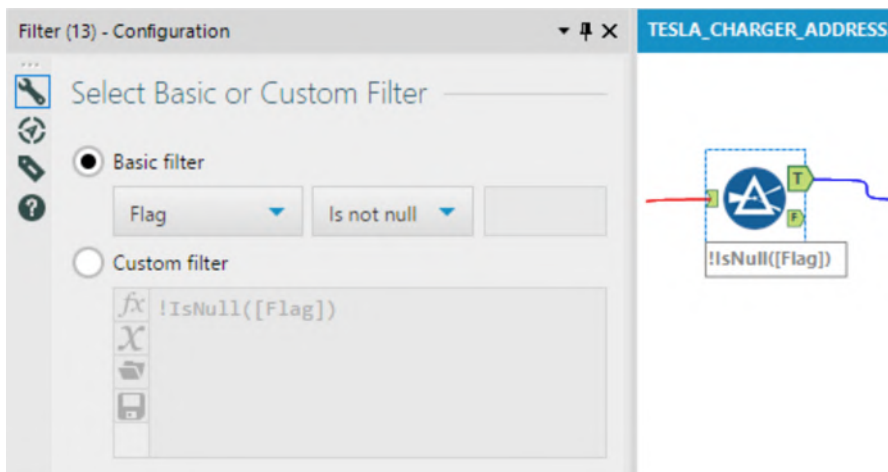 Filter (13) - Configuration
TESLA_CHARGER_ADDRESS
Select Basic or Custom Filter
Basic filter
Flag
Is not null
Custom filter
fx
X
!IsNull([Flag])
T
F
!IsNull([Flag])